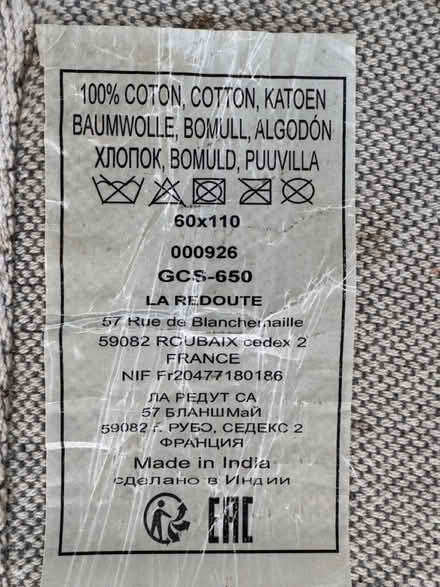 100% COTON, COTTON, KATOEN
BAUMWOLLE, BOMULL, ALGODÓN
ХЛОПОК, BOMULD, PUUVILLA
60x110
000926
GCS-650
LA REDOUTE
57 Rue de Blanchemaille
59082 ROUBAIX cedex 2
FRANCE
NIF Fr20477180186
ЛА РЕДУТ СА
57 БЛАНШМаЙ
59082 г. РУБЭ, СЕДЕКС 2
ФРАНЦИЯ
Made in India
сделано в Индии
EAC